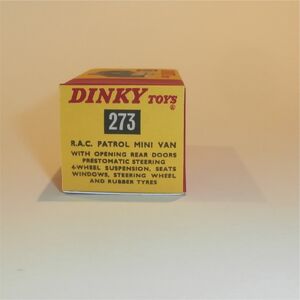 DINKY TOYS
273
R.A.C. PATROL MINI VAN
WITH OPENING REAR DOORS
PRESTOMATIC STEERING
4-WHEEL SUSPENSION, SEATS
WINDOWS, STEERING WHEEL
AND RUBBER TYRES